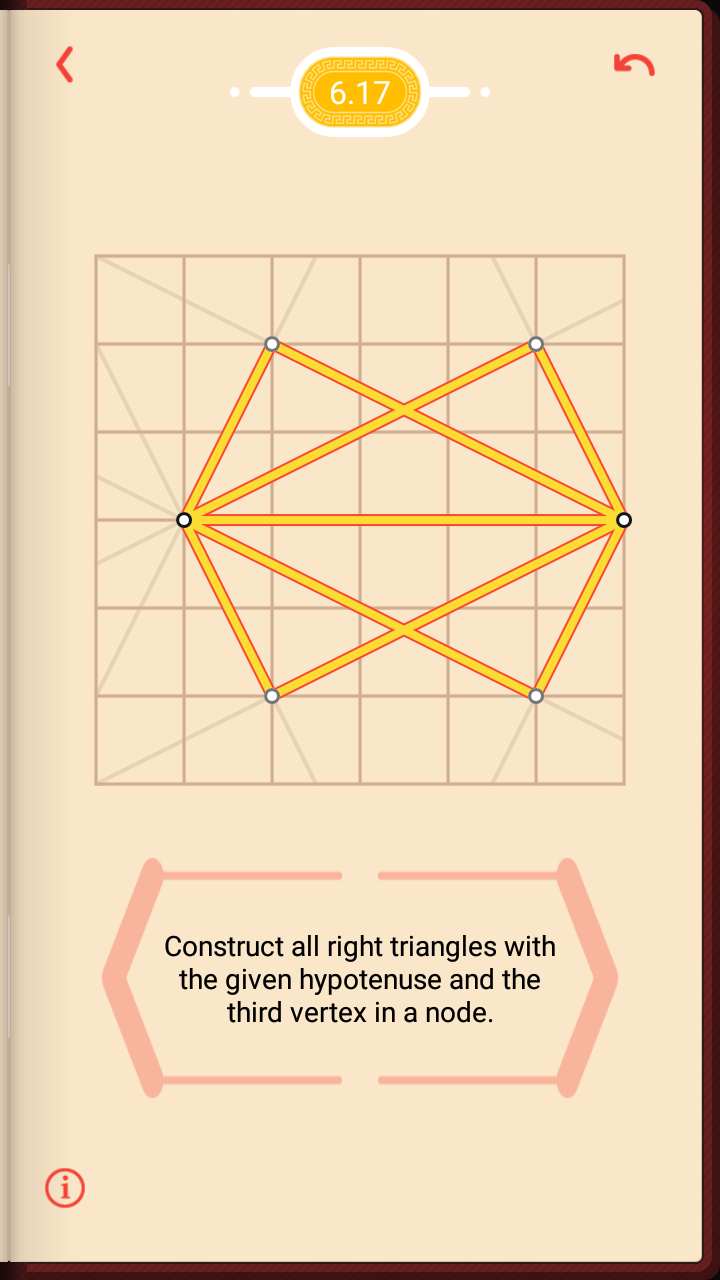 6.17
Construct all right triangles with
the given hypotenuse and the
third vertex in a node.
i